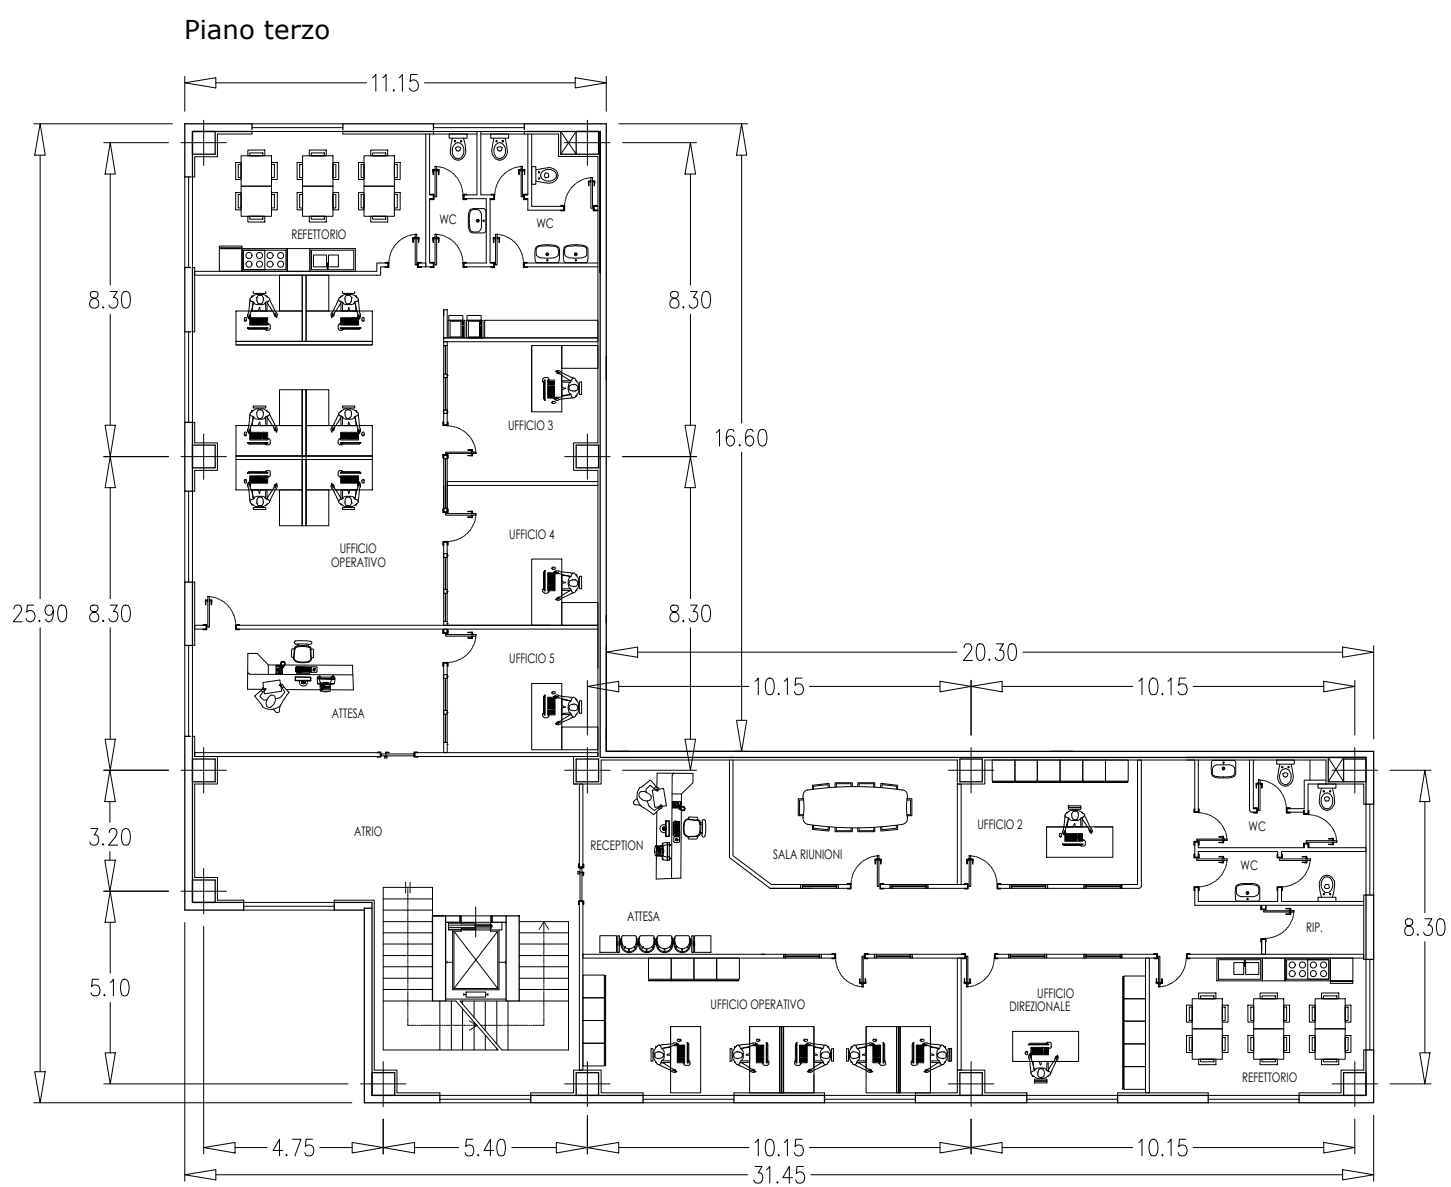 Piano terzo
11.15
REFETTORIO
WC
WC
8.30
8.30
UFFICIO 3
16.60
UFFICIO 4
UFFICIO
OPERATIVO
25.90
8.30
8.30
20.30
UFFICIO 5
10.15
10.15
ATTESA
ATRIO
3.20
RECEPTION
SALA RIUNIONI
UFFICIO 2
WC
WC
ATTESA
RIP.
8.30
5.10
UFFICIO OPERATIVO
UFFICIO
DIREZIONALE
REFETTORIO
4.75
5.40
10.15
10.15
31.45